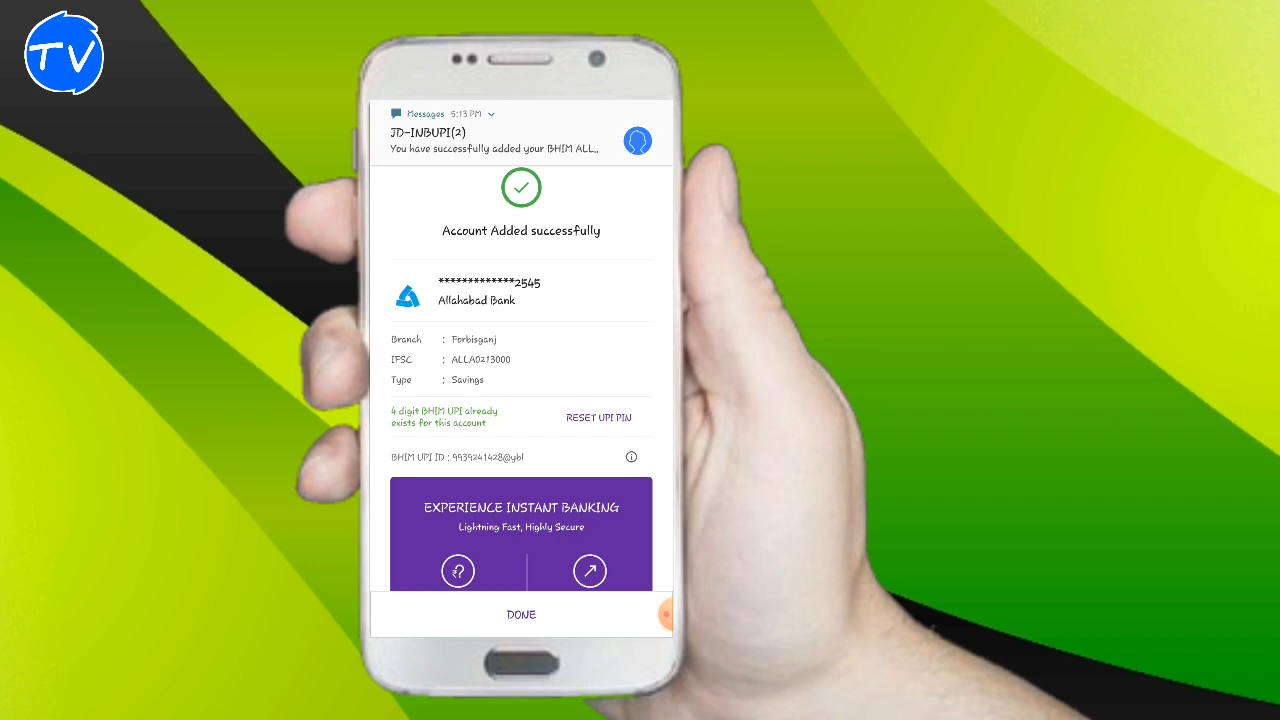 TV
Messages 5:13 PM
JD-INBUPI(2)
You have successfully added your BHIM ALL..
Account Added successfully
*************2545
Allahabad Bank
Branch : Forbisganj
IFSC : ALLA0213000
Type : Savings
4 digit BHIM UPI already
exists for this account
RESET UPI PIN
BHIM UPI ID : 9939241428@ybl
EXPERIENCE INSTANT BANKING
Lightning Fast, Highly Secure
DONE